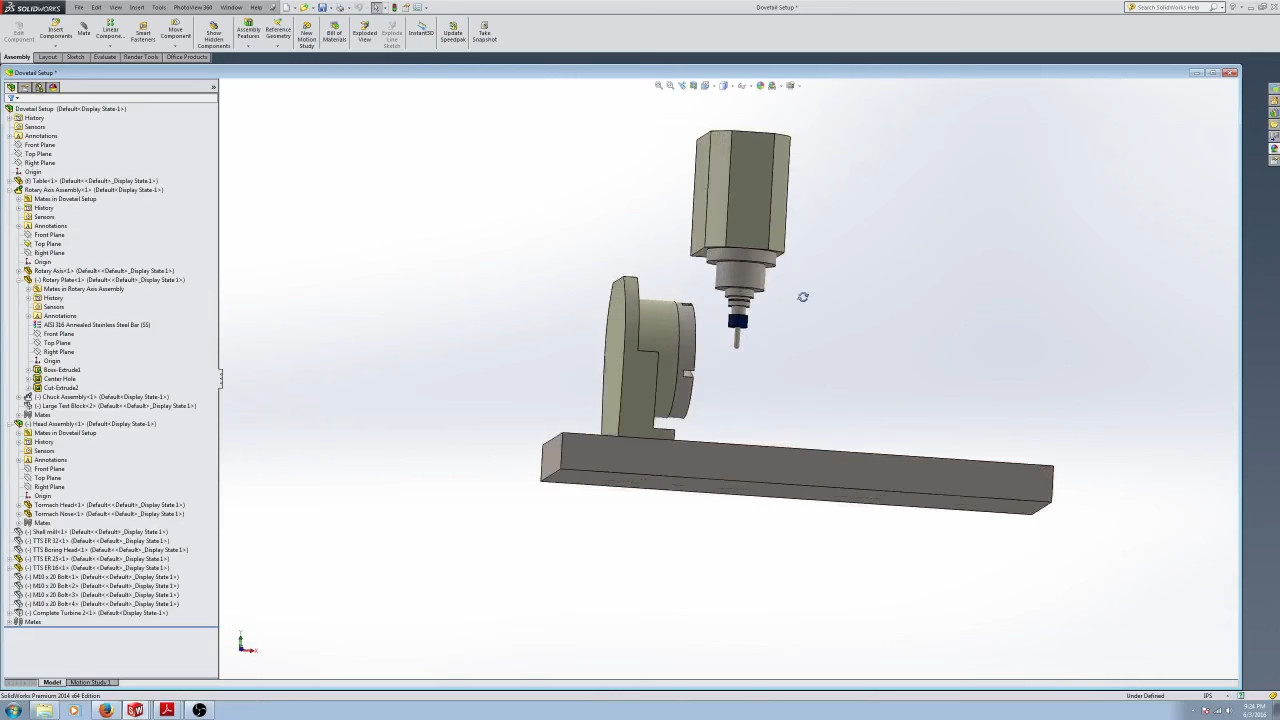 SOLIDWORKS File Edit View Insert Tools PhotoView 360 Window Help Dovetail Setup * Search SolidWorks Help
Edit Component
Insert Components
Mate
Linear Compone...
Smart Fasteners
Move Component
Show Hidden Components
Assembly Features
Reference Geometry
New Motion Study
Bill of Materials
Exploded View
Explode Line Sketch
Instant3D
Update Speedpak
Take Snapshot
Assembly Layout Sketch Evaluate Render Tools Office Products
Dovetail Setup *
Dovetail Setup (Default<Display State-1>)
History
Sensors
Annotations
Front Plane
Top Plane
Right Plane
Origin
(f) Table<1> (Default<<Default>_Display State 1>)
Rotary Axis Assembly<1> (Default<Display State-1>)
Mates in Dovetail Setup
History
Sensors
Annotations
Front Plane
Top Plane
Right Plane
Origin
Rotary Axis<1> (Default<<Default>_Display State 1>)
(-) Rotary Plate<1> (Default<<Default>_Display State 1>)
Mates in Rotary Axis Assembly
History
Sensors
Annotations
AISI 316 Annealed Stainless Steel Bar (SS)
Front Plane
Top Plane
Right Plane
Origin
Boss-Extrude1
Center Hole
Cut-Extrude2
(-) Chuck Assembly<1> (Default<Display State-1>)
(-) Large Test Block<2> (Default<<Default>_Display State 1>)
Mates
(-) Head Assembly<1> (Default<Display State-1>)
Mates in Dovetail Setup
History
Sensors
Annotations
Front Plane
Top Plane
Right Plane
Origin
Tormach Head<1> (Default<<Default>_Display State 1>)
Tormach Nose<1> (Default<<Default>_Display State 1>)
Mates
(-) Shell mill<1> (Default<<Default>_Display State 1>)
(-) TTS ER 32<1> (Default<<Default>_Display State 1>)
(-) TTS Boring Head<1> (Default<<Default>_Display State 1>)
(-) TTS ER 25<1> (Default<<Default>_Display State 1>)
(-) TTS ER 16<1> (Default<<Default>_Display State 1>)
(-) M10 x 20 Bolt<1> (Default<<Default>_Display State 1>)
(-) M10 x 20 Bolt<2> (Default<<Default>_Display State 1>)
(-) M10 x 20 Bolt<3> (Default<<Default>_Display State 1>)
(-) M10 x 20 Bolt<4> (Default<<Default>_Display State 1>)
(-) Complete Turbine 2<1> (Default<Display State-1>)
Mates
Y
X
Model Motion Study 1
SolidWorks Premium 2014 x64 Edition Under Defined IPS
9:24 PM
6/3/2016